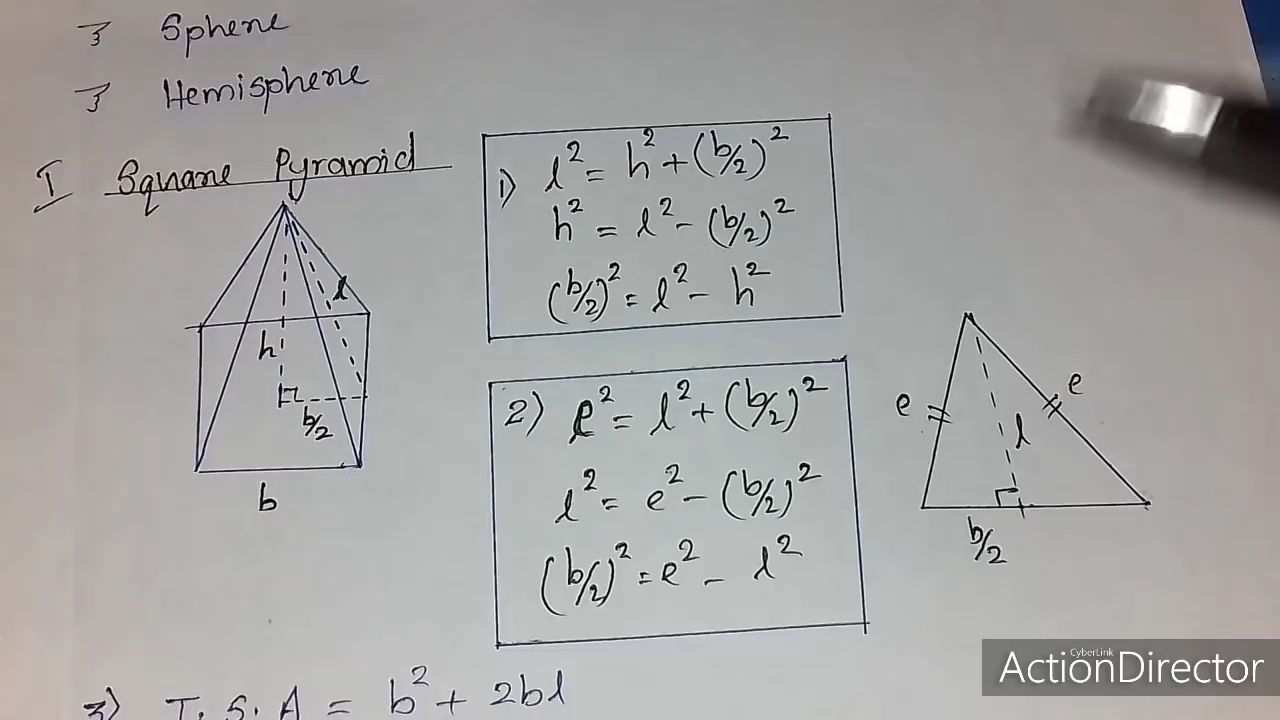 3 Sphere
3 Hemisphere
I Square Pyramid
l
h
b/2
b
1) l² = h² + (b/2)²
h² = l² - (b/2)²
(b/2)² = l² - h²
2) e² = l² + (b/2)²
l² = e² - (b/2)²
(b/2)² = e² - l²
e
e
l
b/2
3) T. S. A = b² + 2bl
CyberLink
ActionDirector